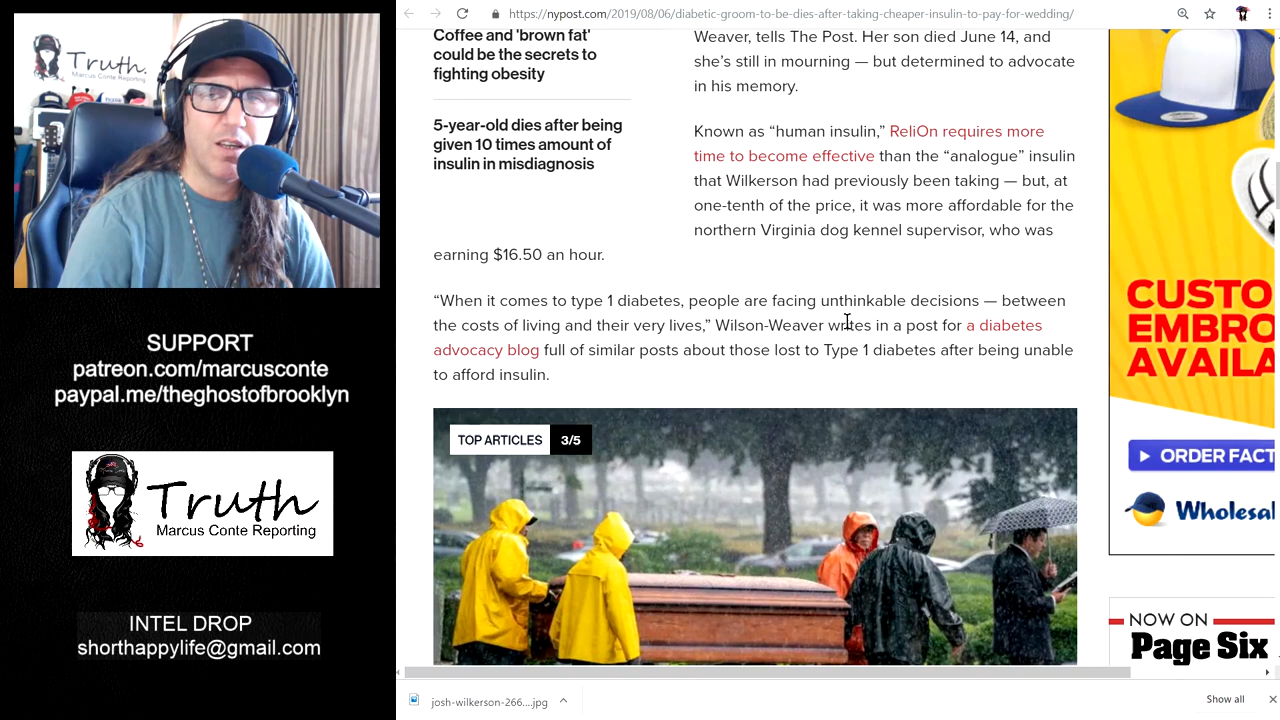 Truth.
Marcus Conte Reporting
SUPPORT
patreon.com/marcusconte
paypal.me/theghostofbrooklyn
Truth
Marcus Conte Reporting
INTEL DROP
shorthappylife@gmail.com
https://nypost.com/2019/08/06/diabetic-groom-to-be-dies-after-taking-cheaper-insulin-to-pay-for-wedding/
Coffee and 'brown fat'
could be the secrets to
fighting obesity
5-year-old dies after being
given 10 times amount of
insulin in misdiagnosis
Weaver, tells The Post. Her son died June 14, and
she’s still in mourning — but determined to advocate
in his memory.
Known as “human insulin,” ReliOn requires more
time to become effective than the “analogue” insulin
that Wilkerson had previously been taking — but, at
one-tenth of the price, it was more affordable for the
northern Virginia dog kennel supervisor, who was
earning $16.50 an hour.
“When it comes to type 1 diabetes, people are facing unthinkable decisions — between
the costs of living and their very lives,” Wilson-Weaver writes in a post for a diabetes
advocacy blog full of similar posts about those lost to Type 1 diabetes after being unable
to afford insulin.
TOP ARTICLES 3/5
CUSTO
EMBRO
AVAILA
ORDER FACT
Wholesal
NOW ON
Page Six
josh-wilkerson-266....jpg
Show all